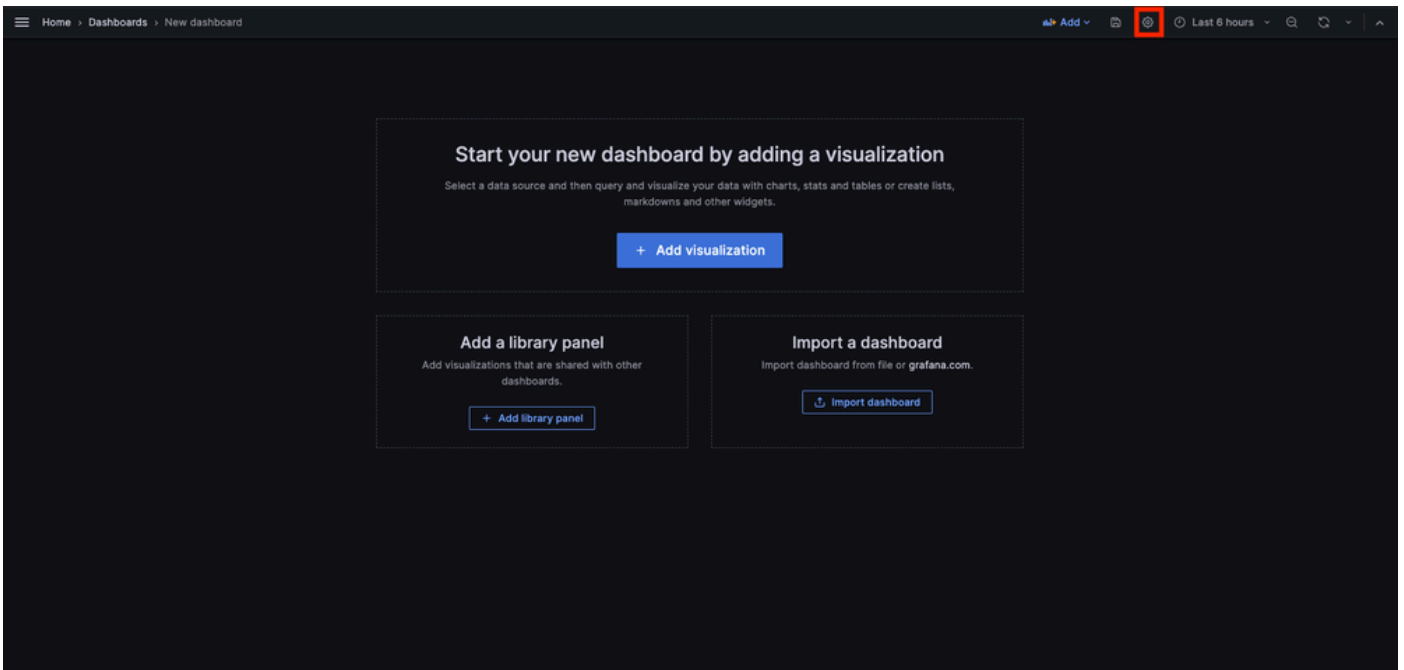 Home › Dashboards › New dashboard
Add
Last 6 hours
Start your new dashboard by adding a visualization
Select a data source and then query and visualize your data with charts, stats and tables or create lists,
markdowns and other widgets.
+ Add visualization
Add a library panel
Add visualizations that are shared with other
dashboards.
+ Add library panel
Import a dashboard
Import dashboard from file or grafana.com.
Import dashboard